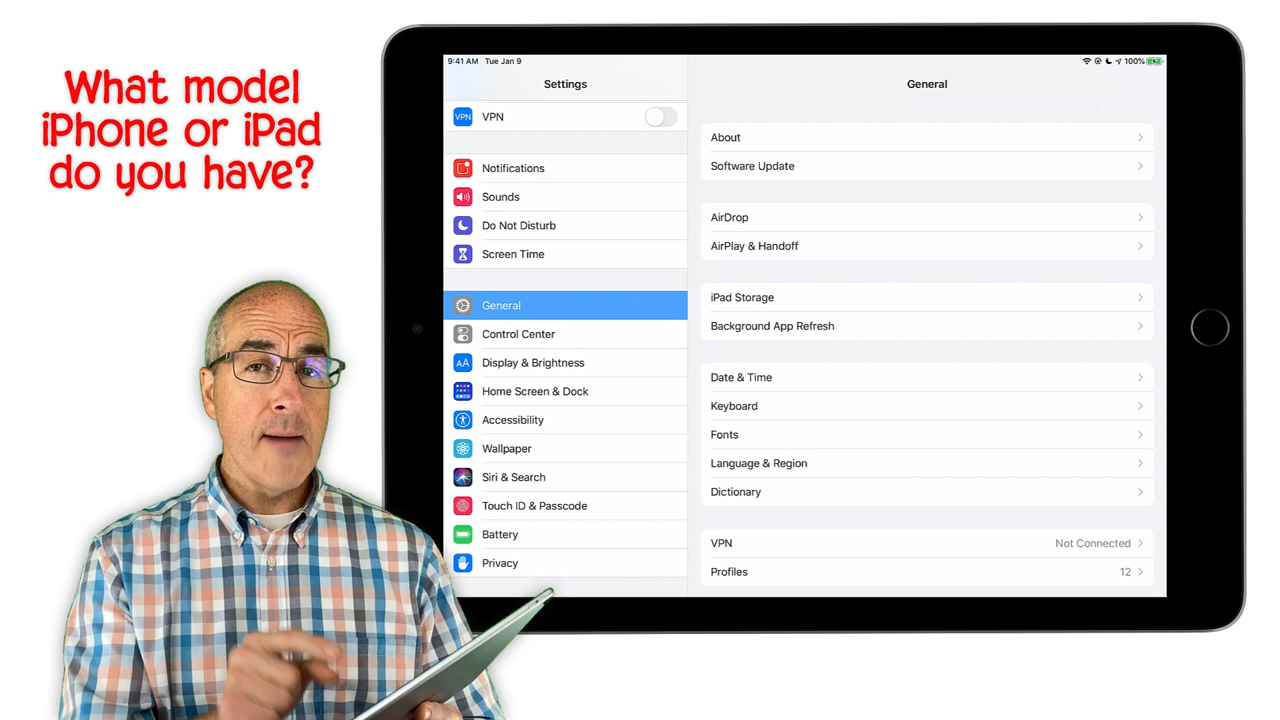 What model
iPhone or iPad
do you have?
9:41 AM Tue Jan 9
100%
Settings
VPN VPN
Notifications
Sounds
Do Not Disturb
Screen Time
General
Control Center
AA Display & Brightness
Home Screen & Dock
Accessibility
Wallpaper
Siri & Search
Touch ID & Passcode
Battery
Privacy
General
About
Software Update
AirDrop
AirPlay & Handoff
iPad Storage
Background App Refresh
Date & Time
Keyboard
Fonts
Language & Region
Dictionary
VPN Not Connected
Profiles 12